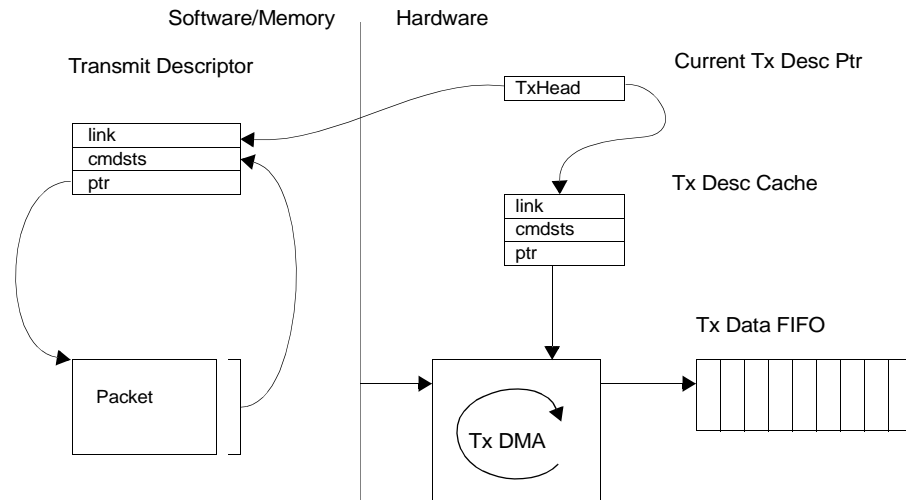 Software/Memory
Hardware
Transmit Descriptor
Current Tx Desc Ptr
TxHead
link
cmdsts
ptr
Tx Desc Cache
link
cmdsts
ptr
Tx Data FIFO
Packet
Tx DMA